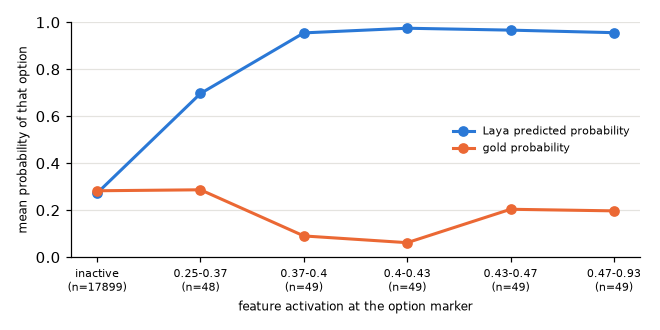 1.0
0.8
0.6
0.4
0.2
0.0
mean probability of that option
Laya predicted probability
gold probability
inactive
(n=17899)
0.25-0.37
(n=48)
0.37-0.4
(n=49)
0.4-0.43
(n=49)
0.43-0.47
(n=49)
0.47-0.93
(n=49)
feature activation at the option marker